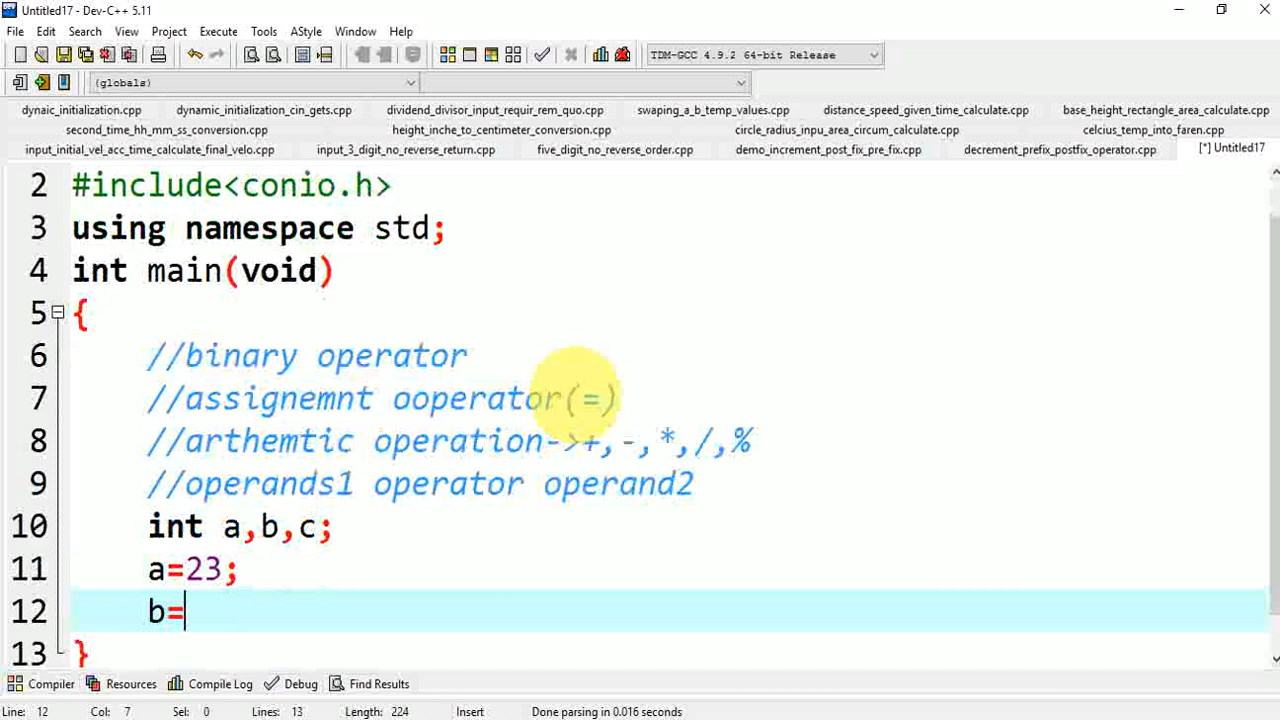 Untitled17 - Dev-C++ 5.11
File Edit Search View Project Execute Tools AStyle Window Help
TDM-GCC 4.9.2 64-bit Release
(globals)
dynaic_initialization.cpp dynamic_initialization_cin_gets.cpp dividend_divisor_input_requir_rem_quo.cpp swaping_a_b_temp_values.cpp distance_speed_given_time_calculate.cpp base_height_rectangle_area_calculate.cpp
second_time_hh_mm_ss_conversion.cpp height_inche_to_centimeter_conversion.cpp circle_radius_inpu_area_circum_calculate.cpp celcius_temp_into_faren.cpp
input_initial_vel_acc_time_calculate_final_velo.cpp input_3_digit_no_reverse_return.cpp five_digit_no_reverse_order.cpp demo_increment_post_fix_pre_fix.cpp decrement_prefix_postfix_operator.cpp [*] Untitled17
2 #include<conio.h>
3 using namespace std;
4 int main(void)
5 {
6 //binary operator
7 //assignemnt ooperator(=)
8 //arthemtic operation->+,-,*,/,%
9 //operands1 operator operand2
10 int a,b,c;
11 a=23;
12 b=
13 }
Compiler Resources Compile Log Debug Find Results
Line: 12 Col: 7 Sel: 0 Lines: 13 Length: 224 Insert Done parsing in 0.016 seconds